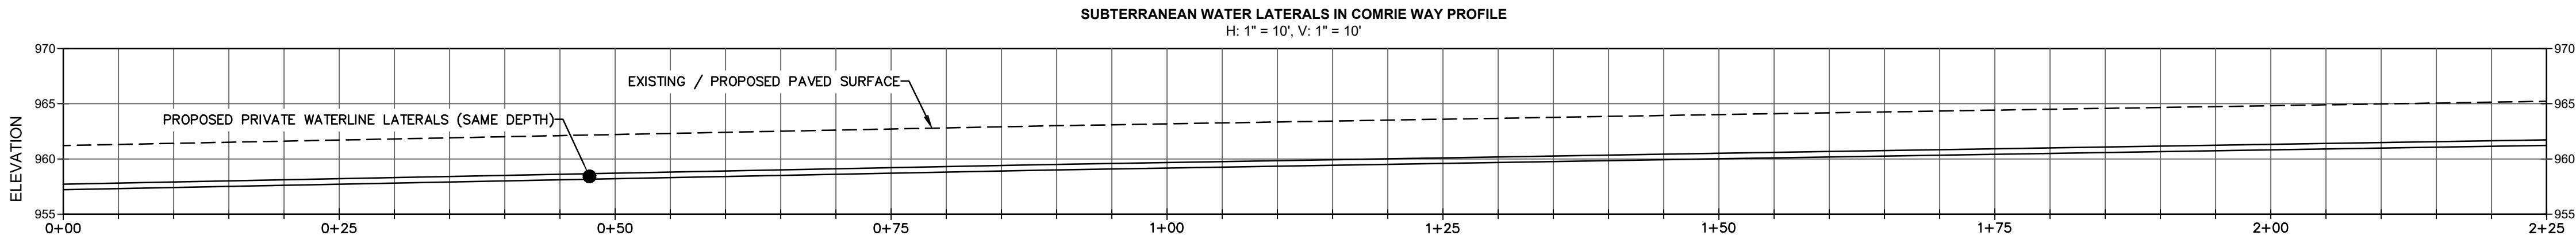 SUBTERRANEAN WATER LATERALS IN COMRIE WAY PROFILE
H: 1" = 10', V: 1" = 10'
970
970
EXISTING / PROPOSED PAVED SURFACE
965
965
PROPOSED PRIVATE WATERLINE LATERALS (SAME DEPTH)
ELEVATION
960
960
955
955
0+00 0+25 0+50 0+75 1+00 1+25 1+50 1+75 2+00 2+25